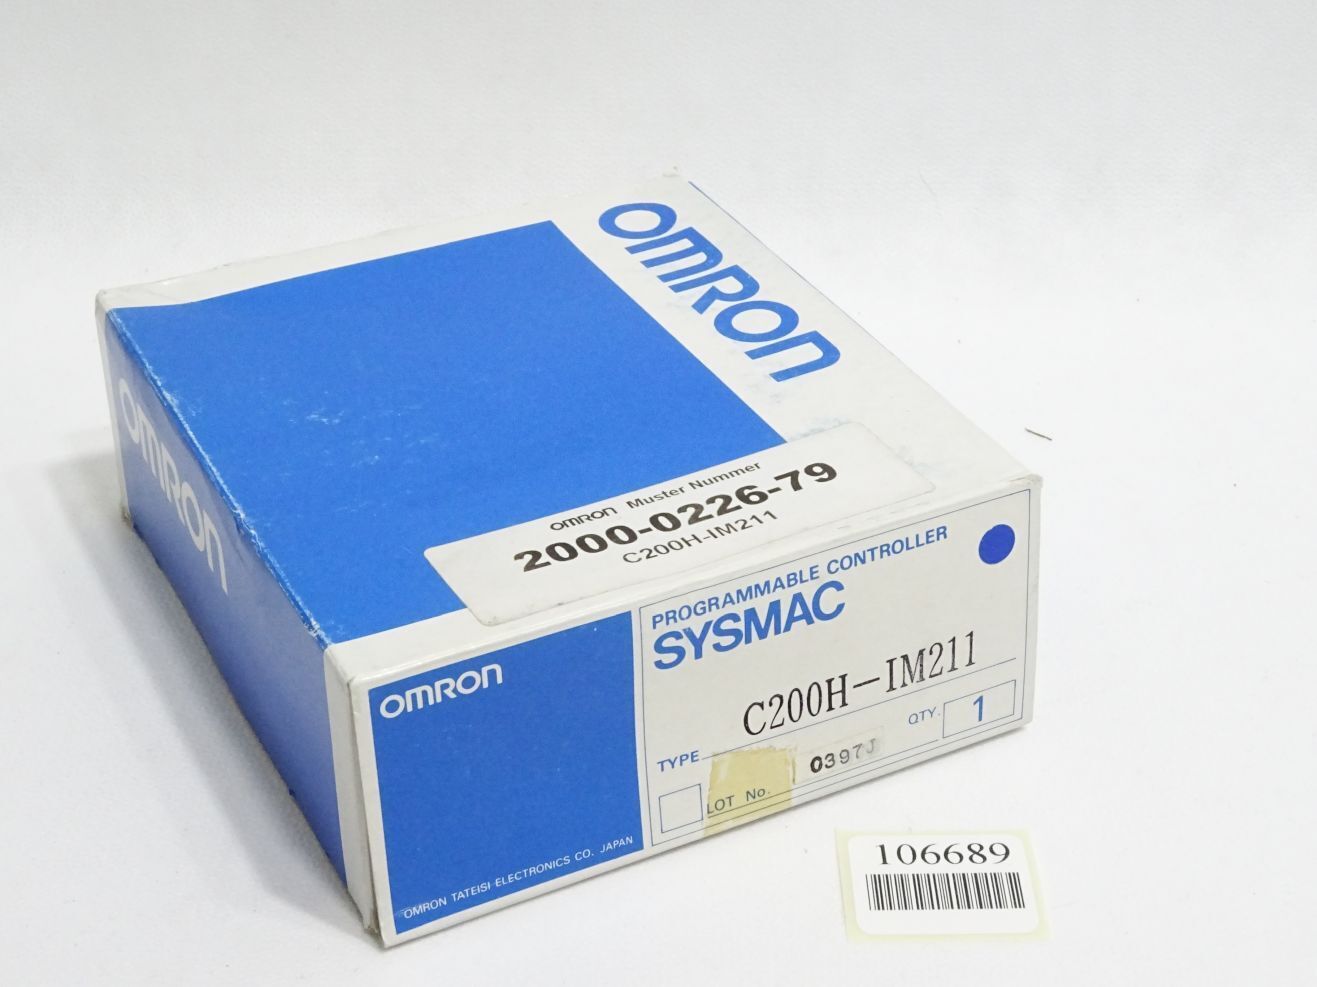 OMRON
OMRON
OMRON Muster Nummer
2000-0226-79
C200H-IM211
OMRON
PROGRAMMABLE CONTROLLER
SYSMAC
C200H-IM211
TYPE
QTY. 1
LOT No. 0397J
OMRON TATEISI ELECTRONICS CO. JAPAN
106689